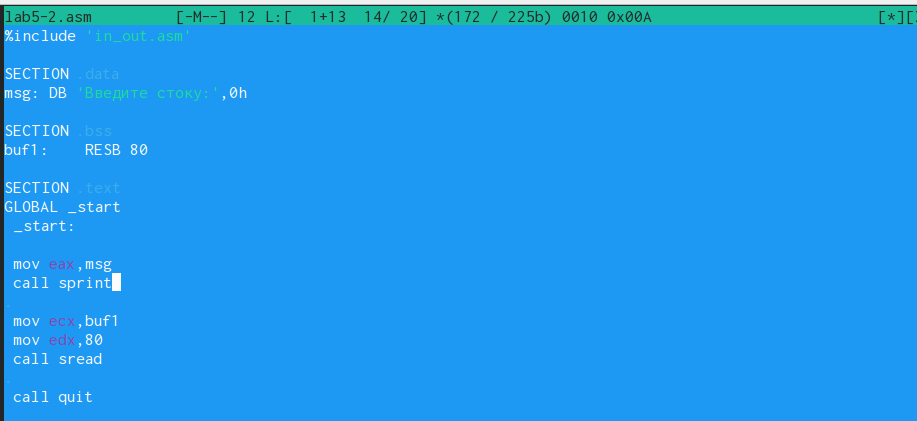 lab5-2.asm [-M--] 12 L:[ 1+13 14/ 20] *(172 / 225b) 0010 0x00A [*][
%include 'in_out.asm'
SECTION .data
msg: DB 'Введите стоку:',0h
SECTION .bss
buf1: RESB 80
SECTION .text
GLOBAL _start
_start:
mov eax,msg
call sprint
mov ecx,buf1
mov edx,80
call sread
call quit